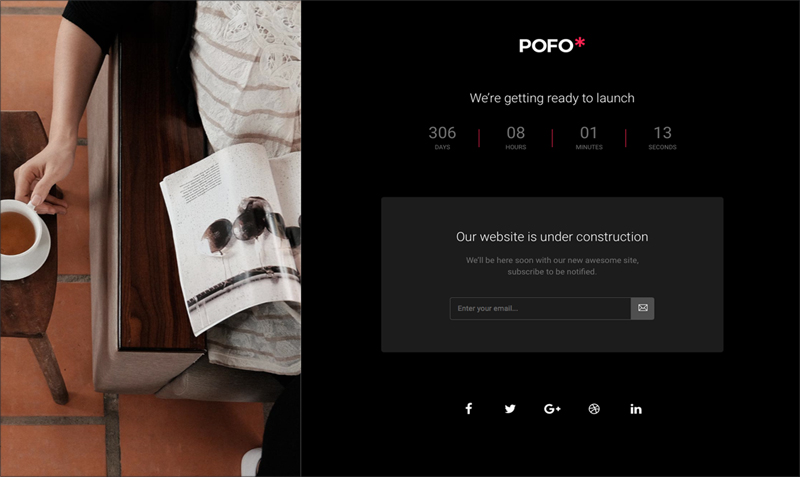 POFO*
We're getting ready to launch
306 08 01 13
DAYS HOURS MINUTES SECONDS
Our website is under construction
We'll be here soon with our new awesome site,
subscribe to be notified.
Enter your email...
f G+ in